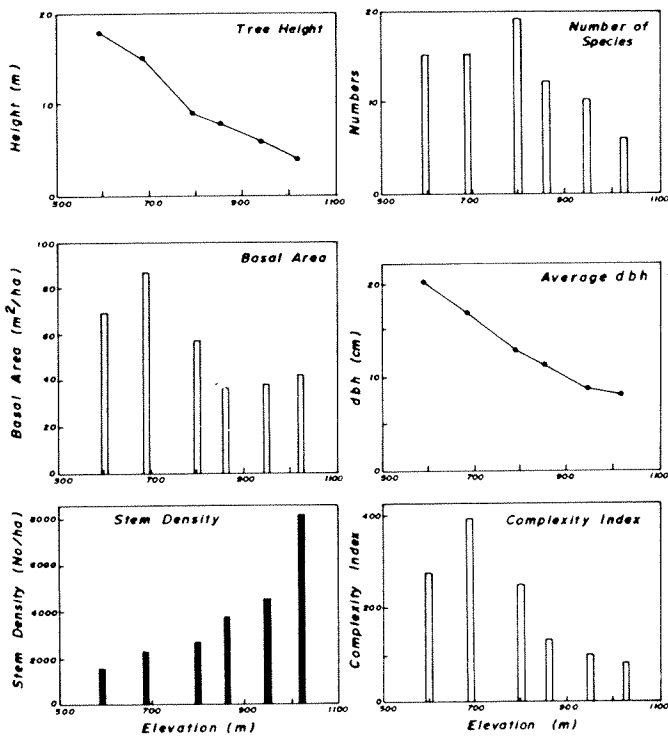 Tree Height
Height (m)
20
10
0
500 700 900 1100
Number of
Species
Numbers
20
10
0
500 700 900 1100
Basal Area
Basal Area (m2/ha)
100
80
60
40
20
0
500 700 900 1100
Average dbh
dbh (cm)
20
10
0
500 700 900 1100
Stem Density
Stem Density (No/ha)
8000
6000
4000
2000
0
500 700 900 1100
Elevation (m)
Complexity Index
Complexity Index
400
200
0
500 700 900 1100
Elevation (m)